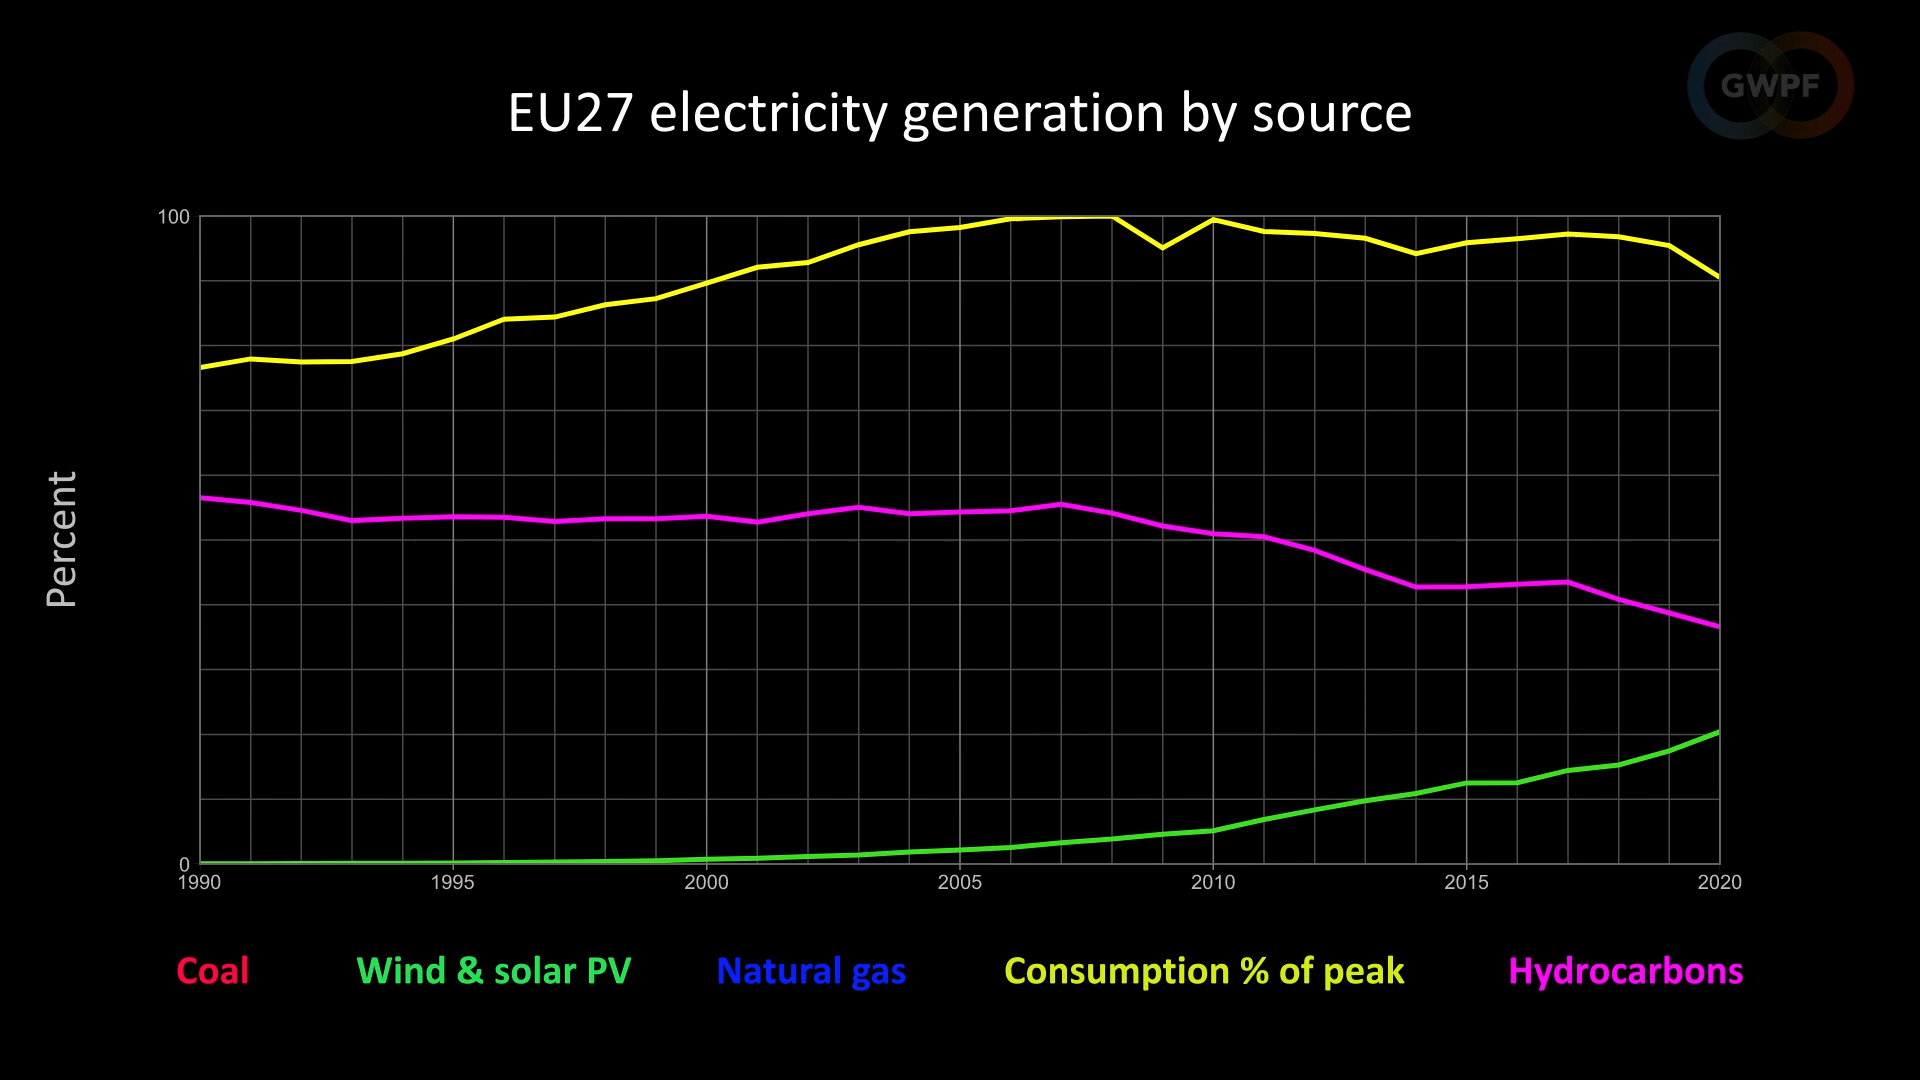 GWPF
EU27 electricity generation by source
100
Percent
0
1990 1995 2000 2005 2010 2015 2020
Coal Wind & solar PV Natural gas Consumption % of peak Hydrocarbons